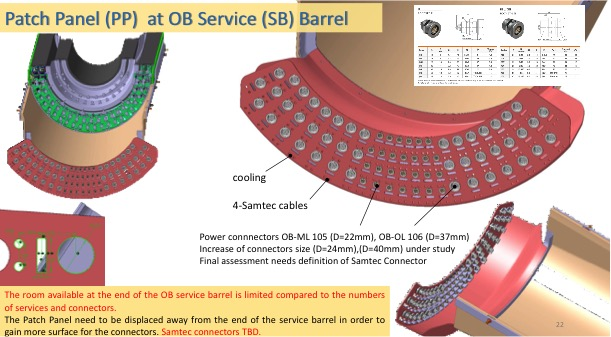 Patch Panel (PP) at OB Service (SB) Barrel
cooling
4-Samtec cables
Power connnectors OB-ML 105 (D=22mm), OB-OL 106 (D=37mm)
Increase of connectors size (D=24mm),(D=40mm) under study
Final assessment needs definition of Samtec Connector
The room available at the end of the OB service barrel is limited compared to the numbers
of services and connectors.
The Patch Panel need to be displaced away from the end of the service barrel in order to
gain more surface for the connectors. Samtec connectors TBD.
22